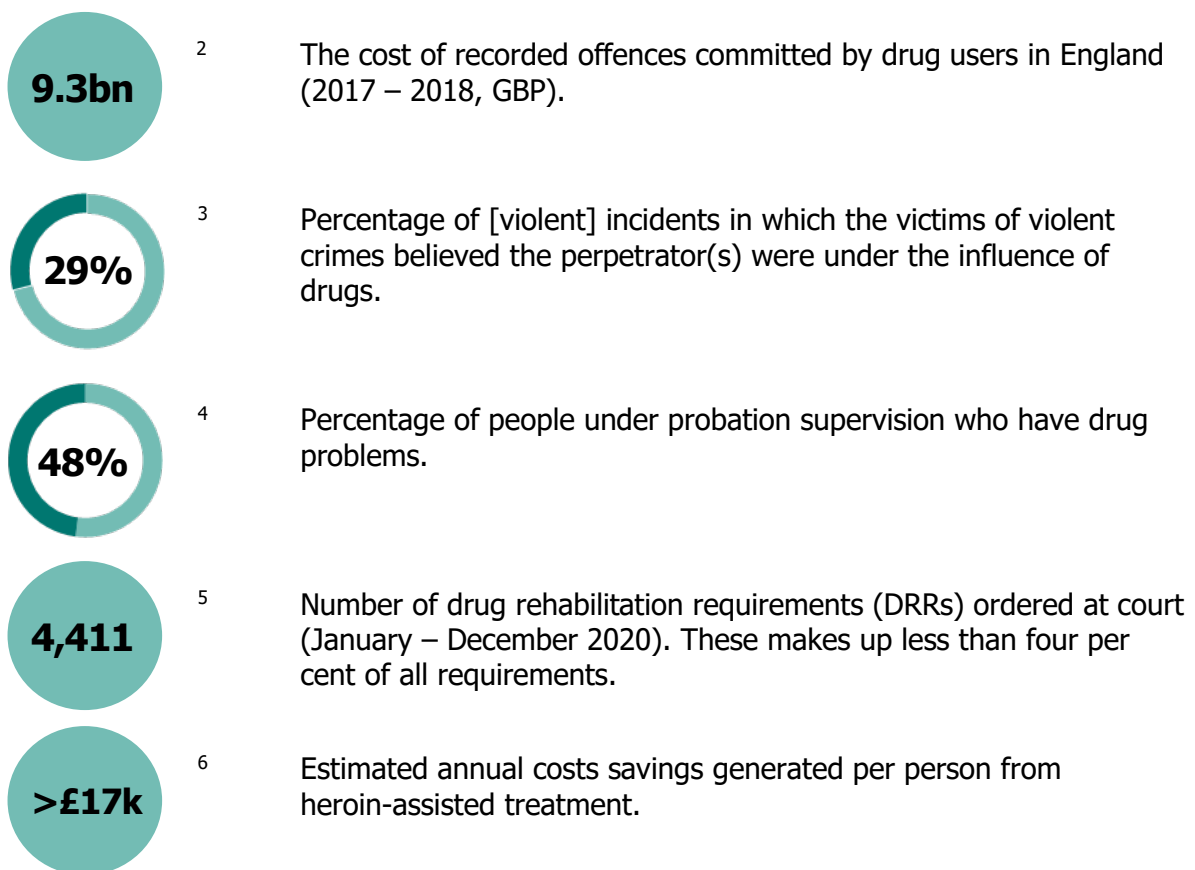 9.3bn
2
The cost of recorded offences committed by drug users in England
(2017 – 2018, GBP).
29%
3
Percentage of [violent] incidents in which the victims of violent
crimes believed the perpetrator(s) were under the influence of
drugs.
48%
4
Percentage of people under probation supervision who have drug
problems.
4,411
5
Number of drug rehabilitation requirements (DRRs) ordered at court
(January – December 2020). These makes up less than four per
cent of all requirements.
>£17k
6
Estimated annual costs savings generated per person from
heroin-assisted treatment.